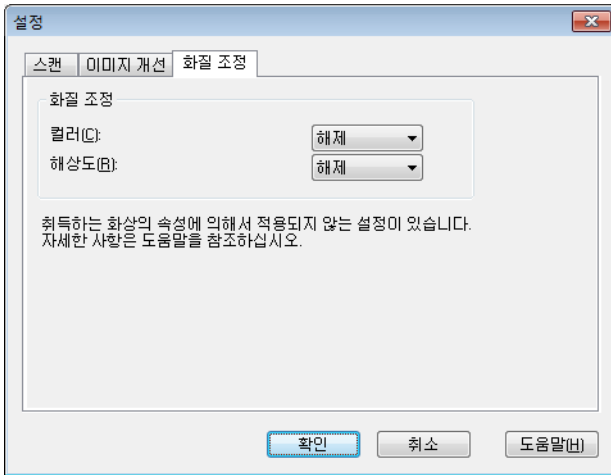 설정
스캔 이미지 개선 화질 조정
화질 조정
컬러(C): 해제
해상도(R): 해제
취득하는 화상의 속성에 의해서 적용되지 않는 설정이 있습니다.
자세한 사항은 도움말을 참조하십시오.
확인 취소 도움말(H)